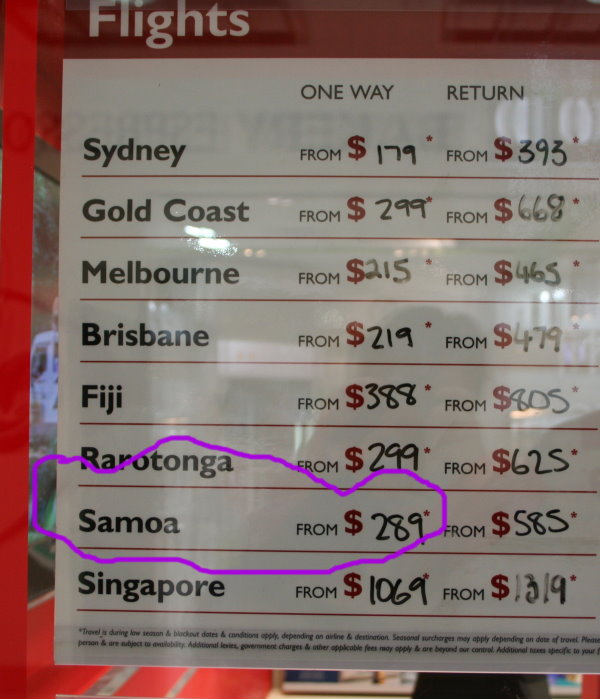 Flights
ONE WAY RETURN
Sydney FROM $179* FROM $393*
Gold Coast FROM $299* FROM $668*
Melbourne FROM $215* FROM $465*
Brisbane FROM $219* FROM $479*
Fiji FROM $388* FROM $805*
Rarotonga FROM $299* FROM $625*
Samoa FROM $289* FROM $585*
Singapore FROM $1069* FROM $1319*
*Travel is during low season & blackout dates & conditions apply, depending on airline & destination. Seasonal surcharges may apply depending on date of travel. Please
person & are subject to availability. Additional levies, government charges & other applicable fees may apply & are beyond our control. Additional taxes specific to your f